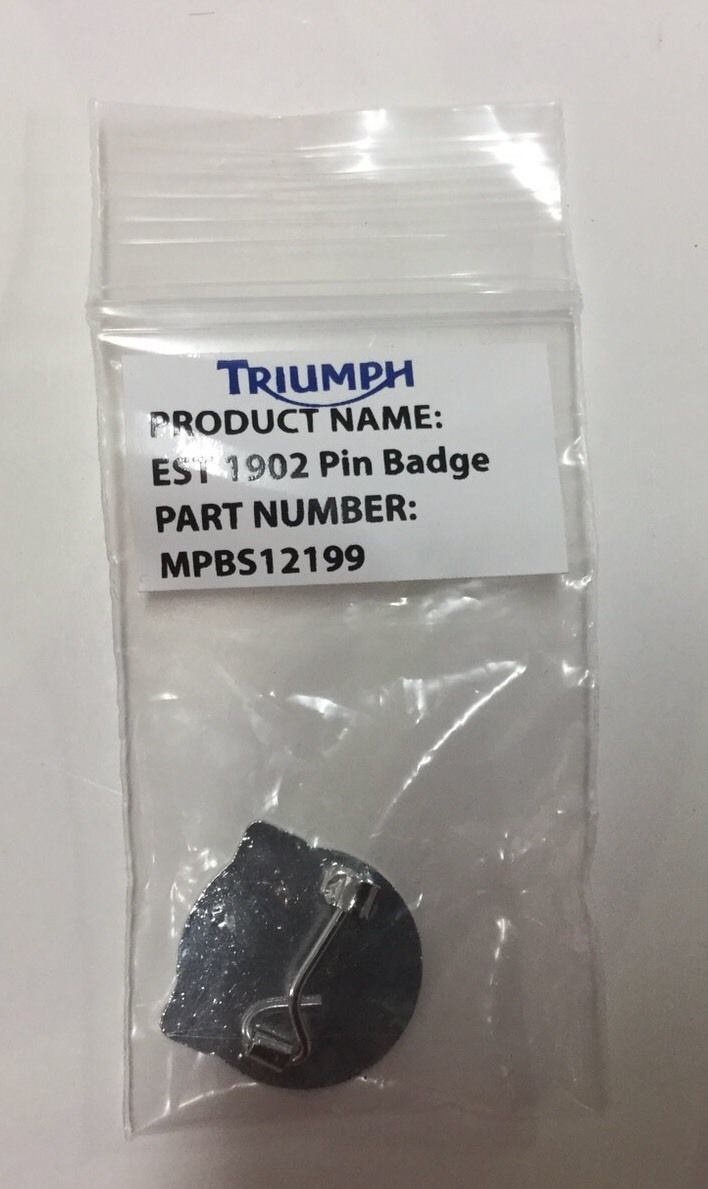 TRIUMPH
PRODUCT NAME:
EST 1902 Pin Badge
PART NUMBER:
MPBS12199